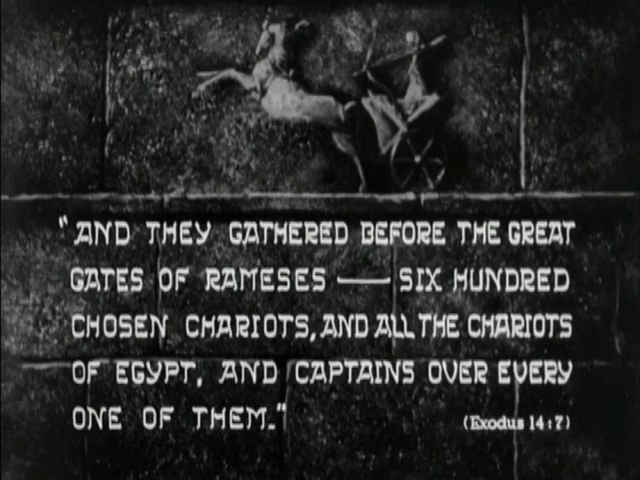 "AND THEY GATHERED BEFORE THE GREAT
GATES OF RAMESES — SIX HUNDRED
CHOSEN CHARIOTS, AND ALL THE CHARIOTS
OF EGYPT, AND CAPTAINS OVER EVERY
ONE OF THEM."
(Exodus 14:7)